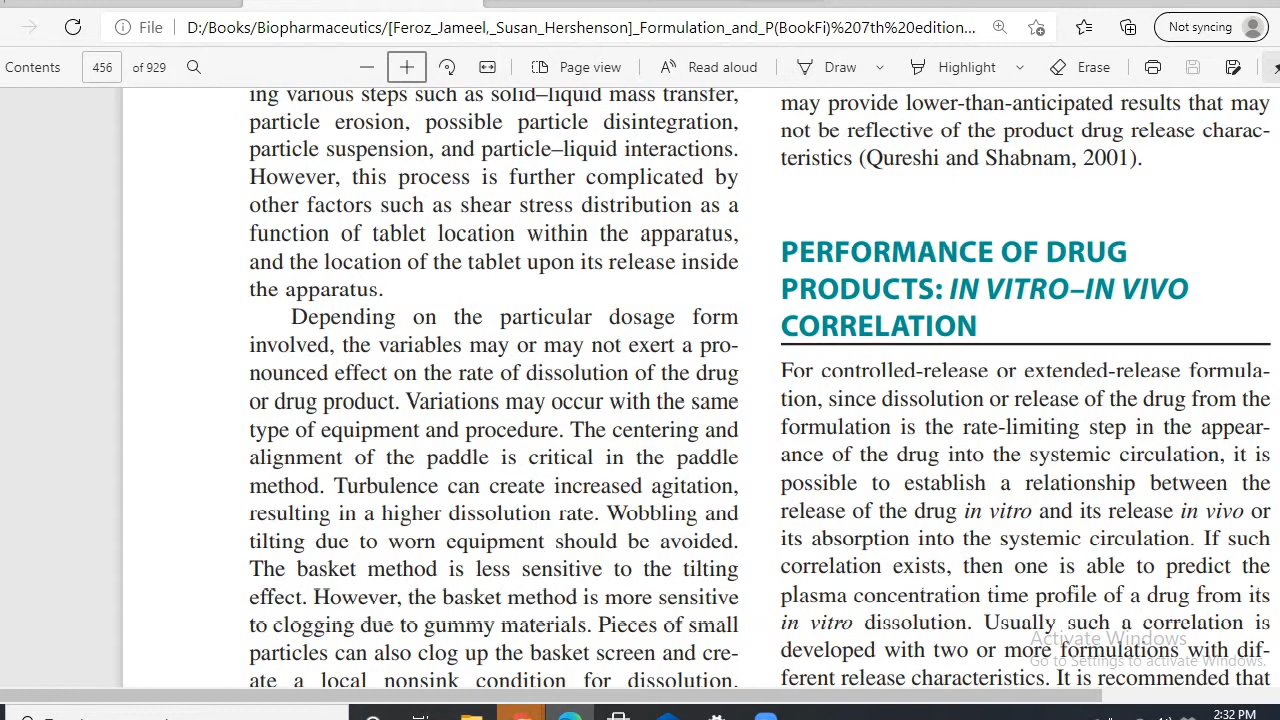 File
D:/Books/Biopharmaceutics/[Feroz_Jameel,_Susan_Hershenson]_Formulation_and_P(BookFi)%207th%20edition...
Not syncing
Contents
456
of 929
Page view
Read aloud
Draw
Highlight
Erase
ing various steps such as solid–liquid mass transfer,
particle erosion, possible particle disintegration,
particle suspension, and particle–liquid interactions.
However, this process is further complicated by
other factors such as shear stress distribution as a
function of tablet location within the apparatus,
and the location of the tablet upon its release inside
the apparatus.
Depending on the particular dosage form
involved, the variables may or may not exert a pro-
nounced effect on the rate of dissolution of the drug
or drug product. Variations may occur with the same
type of equipment and procedure. The centering and
alignment of the paddle is critical in the paddle
method. Turbulence can create increased agitation,
resulting in a higher dissolution rate. Wobbling and
tilting due to worn equipment should be avoided.
The basket method is less sensitive to the tilting
effect. However, the basket method is more sensitive
to clogging due to gummy materials. Pieces of small
particles can also clog up the basket screen and cre-
ate a local nonsink condition for dissolution,
may provide lower-than-anticipated results that may
not be reflective of the product drug release charac-
teristics (Qureshi and Shabnam, 2001).
PERFORMANCE OF DRUG
PRODUCTS: IN VITRO–IN VIVO
CORRELATION
For controlled-release or extended-release formula-
tion, since dissolution or release of the drug from the
formulation is the rate-limiting step in the appear-
ance of the drug into the systemic circulation, it is
possible to establish a relationship between the
release of the drug in vitro and its release in vivo or
its absorption into the systemic circulation. If such
correlation exists, then one is able to predict the
plasma concentration time profile of a drug from its
in vitro dissolution. Usually such a correlation is
developed with two or more formulations with dif-
ferent release characteristics. It is recommended that
Activate Windows
Go to Settings to activate Windows.
2:32 PM